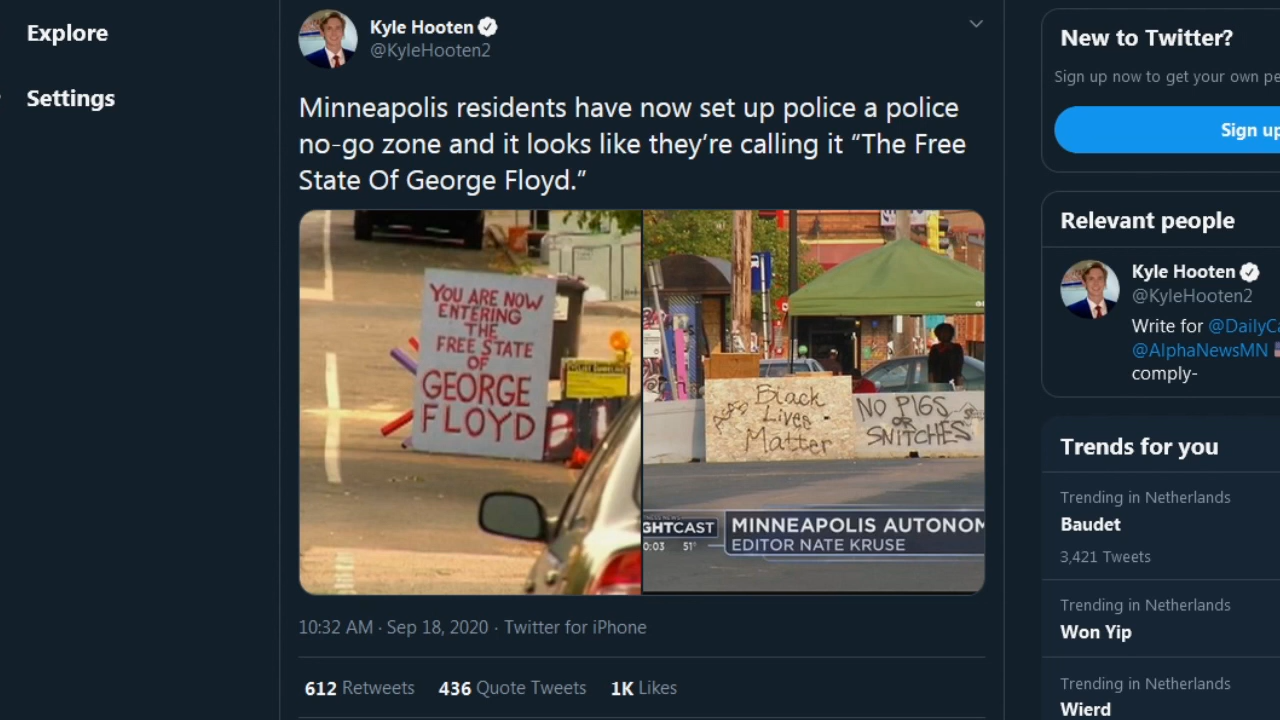 Explore
Settings
Kyle Hooten
@KyleHooten2
Minneapolis residents have now set up police a police
no-go zone and it looks like they’re calling it “The Free
State Of George Floyd.”
YOU ARE NOW
ENTERING
THE
FREE STATE
OF
GEORGE
FLOYD
Black
Lives
Matter
NO PIGS
OR
SNITCHES
GHTCAST
0:03 51°
MINNEAPOLIS AUTONOM
EDITOR NATE KRUSE
10:32 AM · Sep 18, 2020 · Twitter for iPhone
612 Retweets 436 Quote Tweets 1K Likes
New to Twitter?
Sign up now to get your own pe
Sign up
Relevant people
Kyle Hooten
@KyleHooten2
Write for @DailyCa
@AlphaNewsMN
comply-
Trends for you
Trending in Netherlands
Baudet
3,421 Tweets
Trending in Netherlands
Won Yip
Trending in Netherlands
Wierd